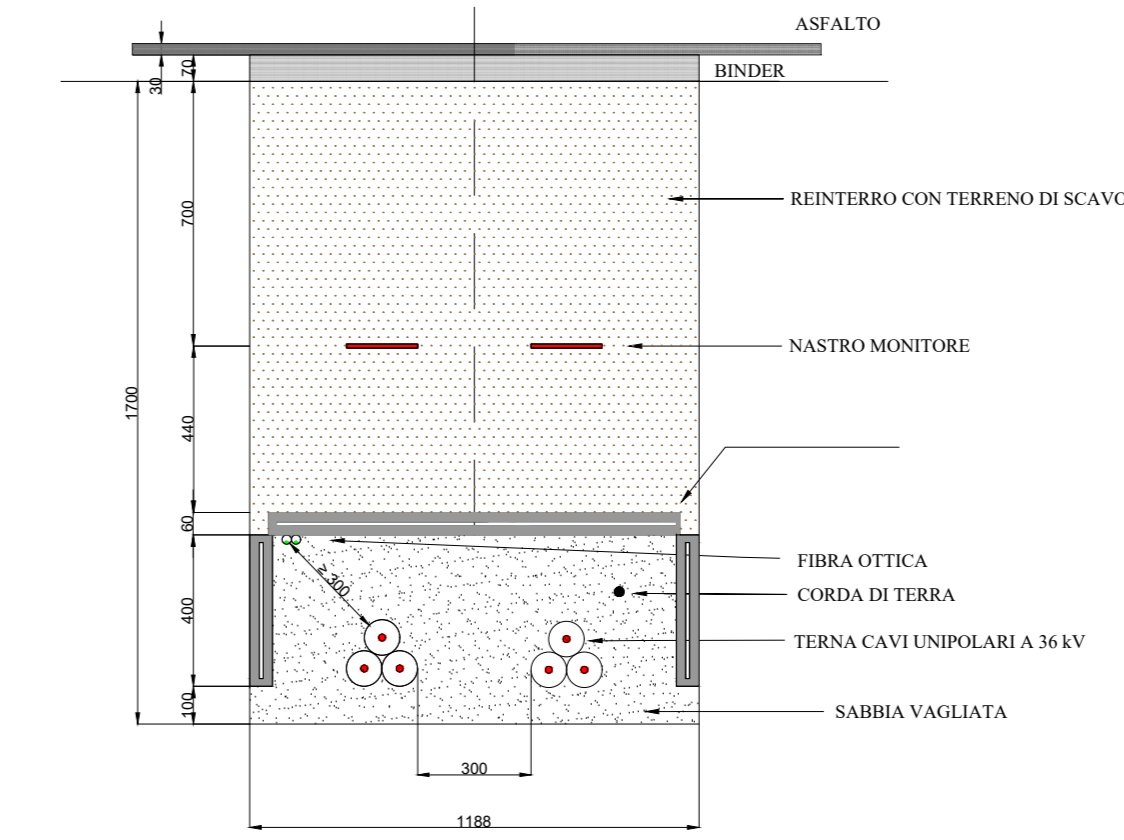 ASFALTO
70
BINDER
30
700
REINTERRO CON TERRENO DI SCAVO
NASTRO MONITORE
1700
440
60
FIBRA OTTICA
≥ 300
CORDA DI TERRA
400
TERNA CAVI UNIPOLARI A 36 kV
100
SABBIA VAGLIATA
300
1188